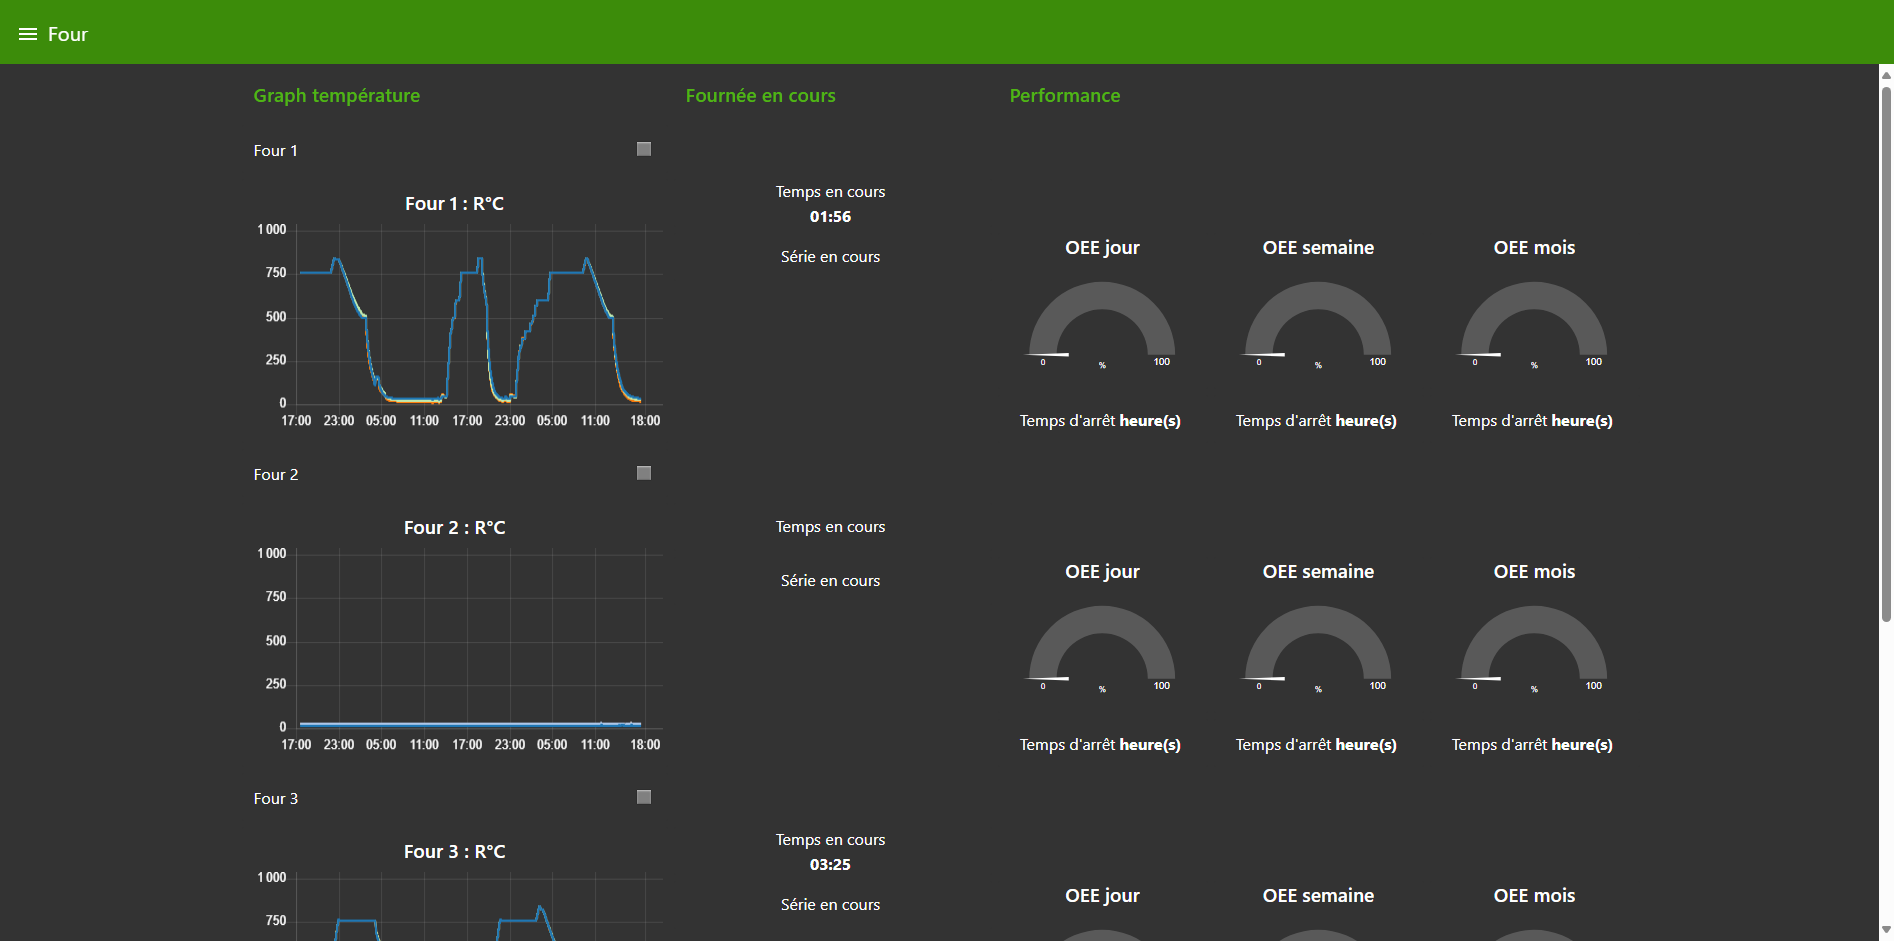 Four
Graph température
Fournée en cours
Performance
Four 1
Four 1 : R°C
1 000
750
500
250
0
17:00 23:00 05:00 11:00 17:00 23:00 05:00 11:00 18:00
Temps en cours
01:56
Série en cours
OEE jour
0 % 100
Temps d'arrêt heure(s)
OEE semaine
0 % 100
Temps d'arrêt heure(s)
OEE mois
0 % 100
Temps d'arrêt heure(s)
Four 2
Four 2 : R°C
1 000
750
500
250
0
17:00 23:00 05:00 11:00 17:00 23:00 05:00 11:00 18:00
Temps en cours
Série en cours
OEE jour
0 % 100
Temps d'arrêt heure(s)
OEE semaine
0 % 100
Temps d'arrêt heure(s)
OEE mois
0 % 100
Temps d'arrêt heure(s)
Four 3
Four 3 : R°C
1 000
750
Temps en cours
03:25
Série en cours
OEE jour
OEE semaine
OEE mois